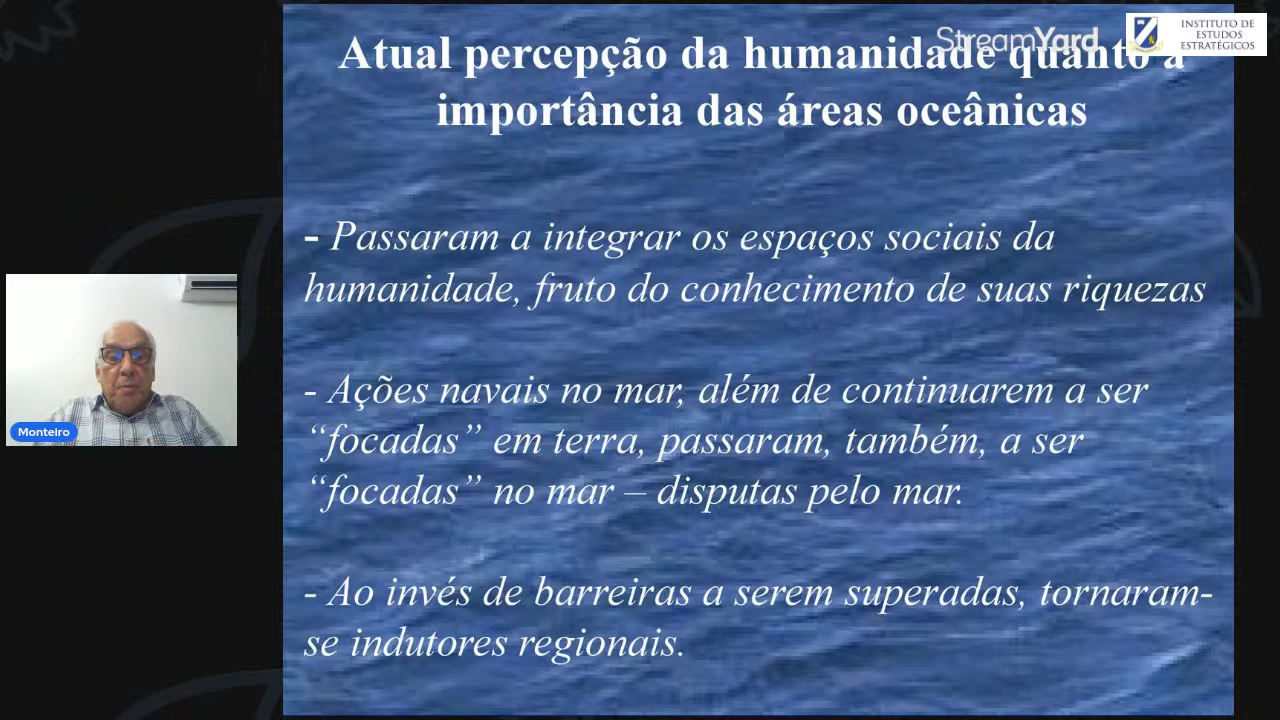 StreamYard
INSTITUTO DE
ESTUDOS
ESTRATÉGICOS
Atual percepção da humanidade quanto a
importância das áreas oceânicas
- Passaram a integrar os espaços sociais da
humanidade, fruto do conhecimento de suas riquezas
- Ações navais no mar, além de continuarem a ser
“focadas” em terra, passaram, também, a ser
“focadas” no mar – disputas pelo mar.
- Ao invés de barreiras a serem superadas, tornaram-
se indutores regionais.
Monteiro